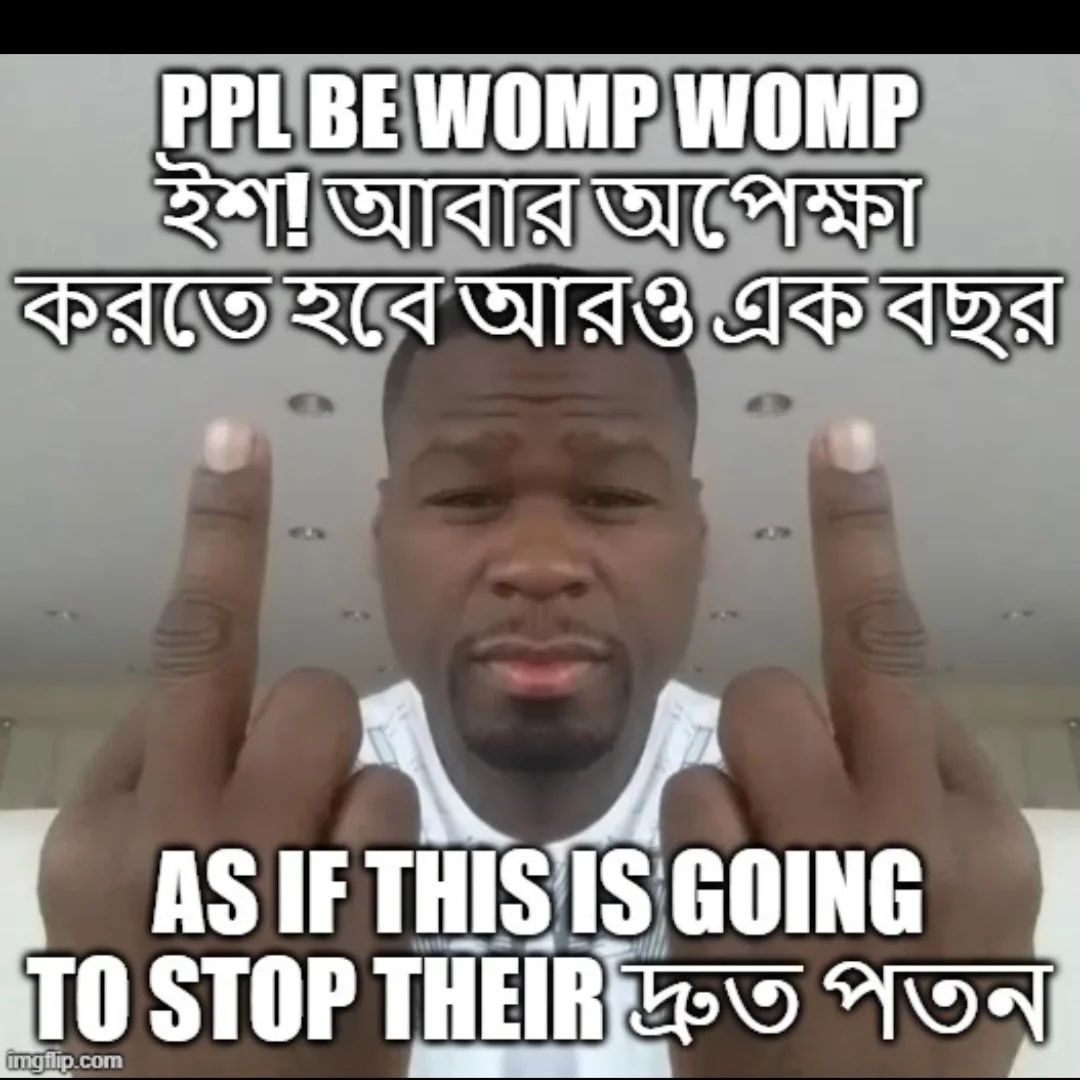 PPL BE WOMP WOMP
ইশ! আবার অপেক্ষা
করতে হবে আরও এক বছর
AS IF THIS IS GOING
TO STOP THEIR দ্রুত পতন
imgflip.com